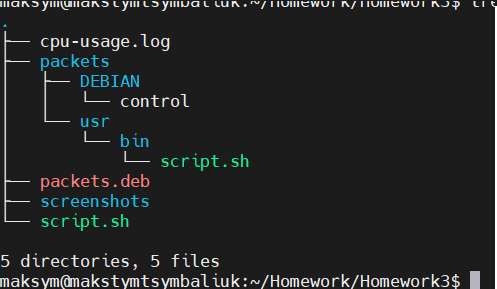 maksym@makstymtsymbaliuk:~/Homework/Homework3$ tre
.
├── cpu-usage.log
├── packets
│   ├── DEBIAN
│   │   └── control
│   └── usr
│       └── bin
│           └── script.sh
├── packets.deb
├── screenshots
└── script.sh
5 directories, 5 files
maksym@makstymtsymbaliuk:~/Homework/Homework3$